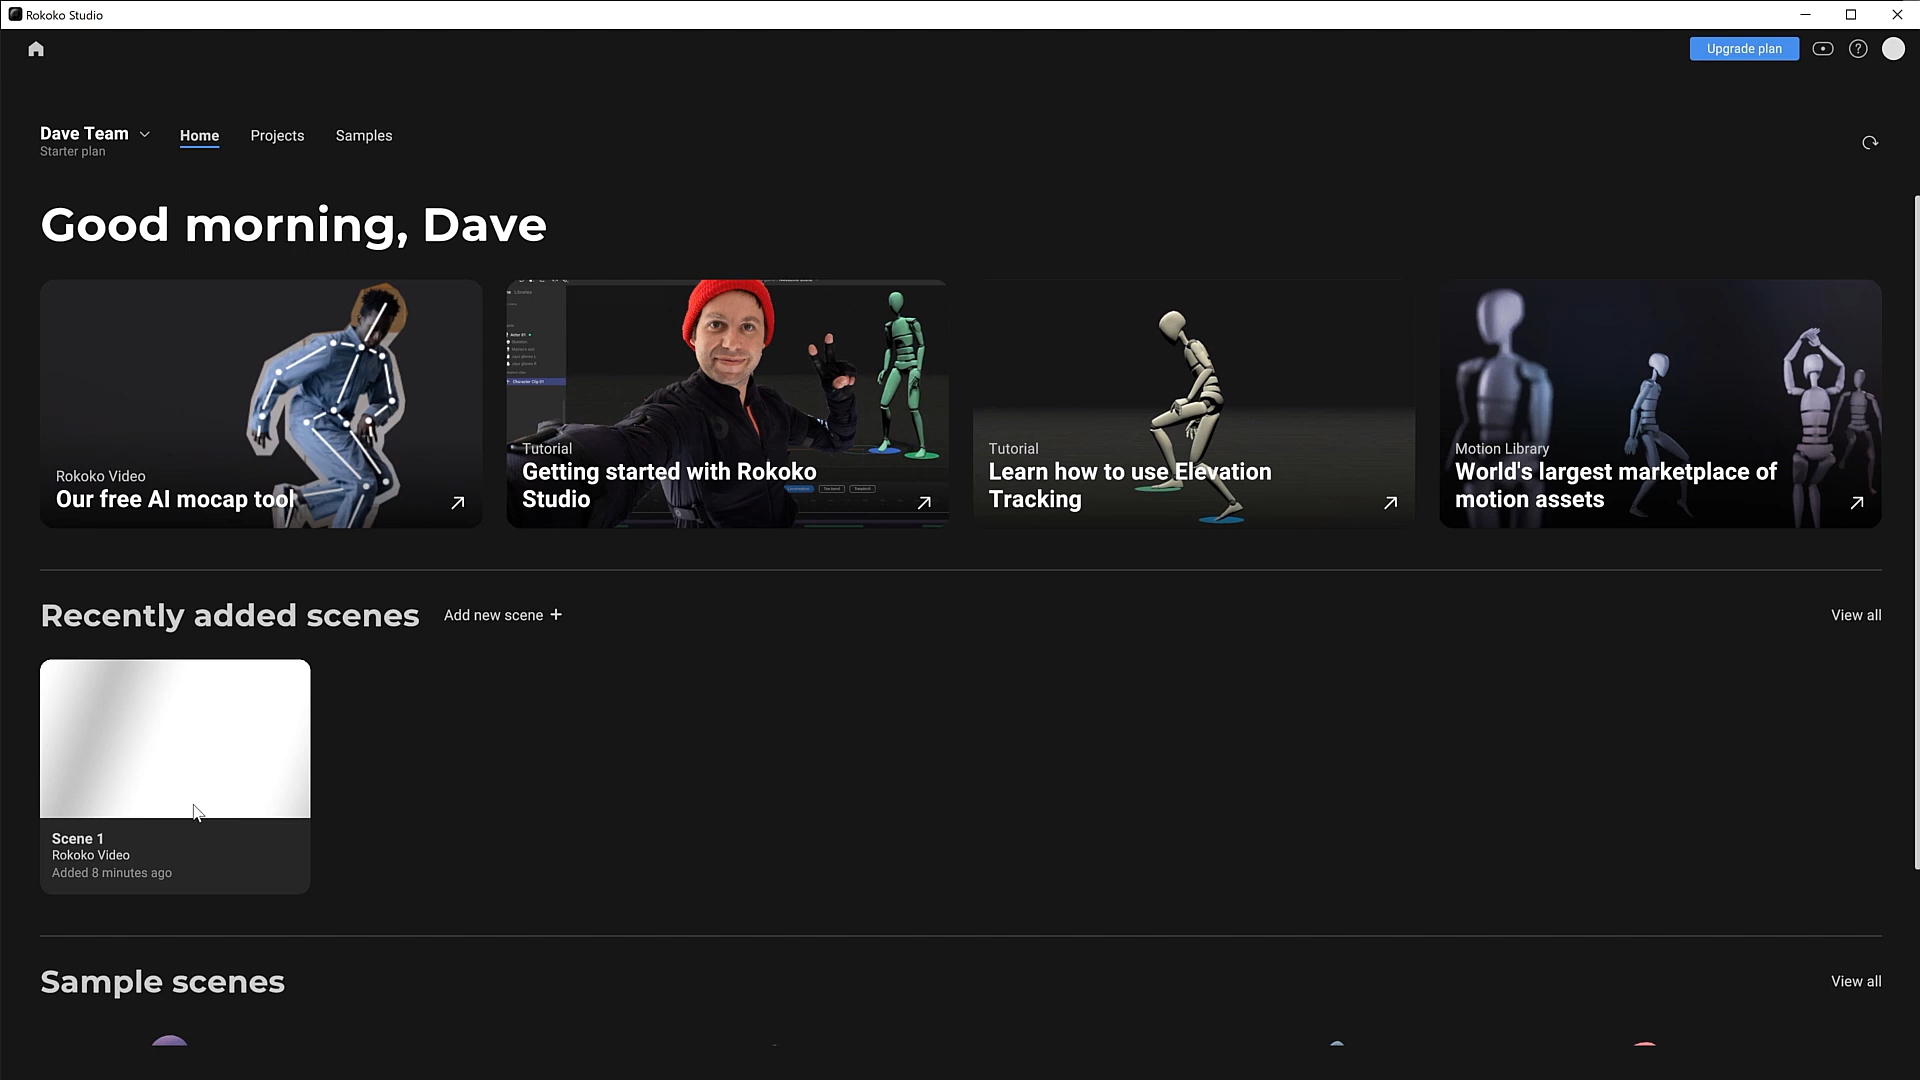 Rokoko Studio
Upgrade plan
Dave Team
Starter plan
Home
Projects
Samples
Good morning, Dave
Rokoko Video
Our free AI mocap tool
Tutorial
Getting started with Rokoko
Studio
Tutorial
Learn how to use Elevation
Tracking
Motion Library
World's largest marketplace of
motion assets
Recently added scenes
Add new scene +
View all
Scene 1
Rokoko Video
Added 8 minutes ago
Sample scenes
View all